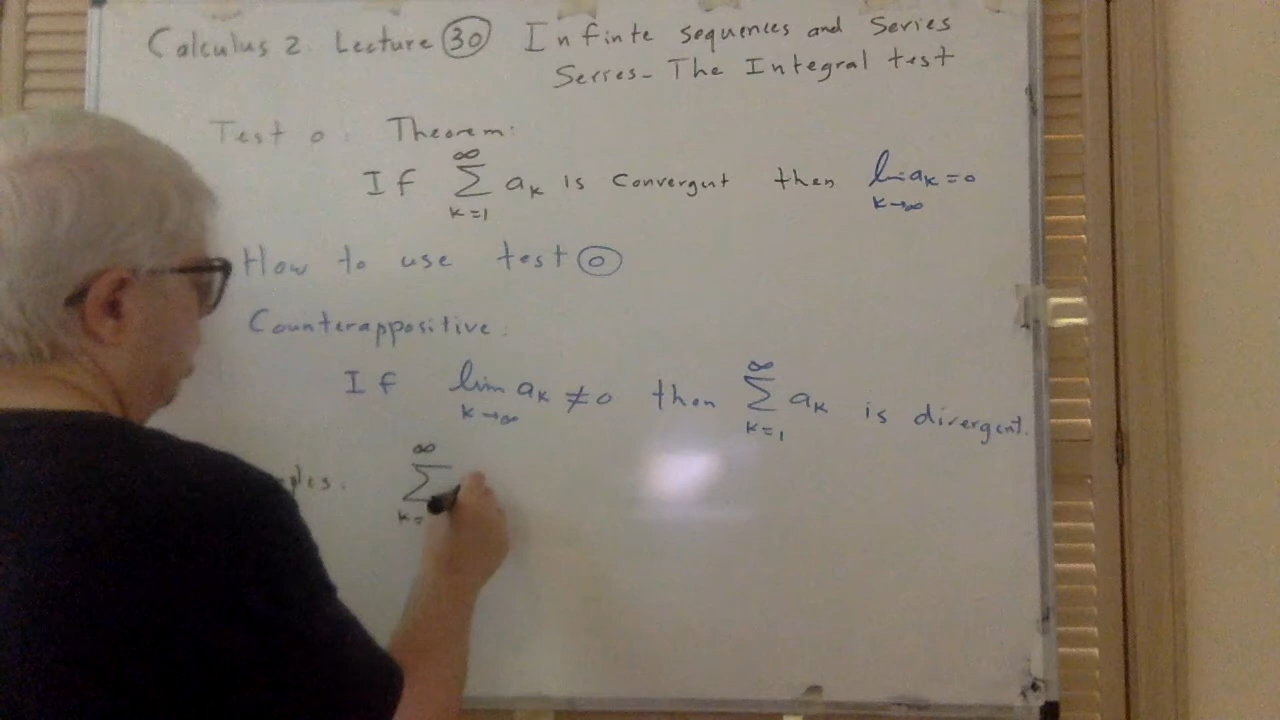 Calculus 2. Lecture 30 Infinte sequences and Series
Series - The Integral test
Test 0: Theorem:
If ∞ Σ k=1 ak is convergent then lim k→∞ ak = 0
How to use test 0
Counterappositive:
If lim k→∞ ak ≠ 0 then ∞ Σ k=1 ak is divergent.
ples. ∞ Σ k=